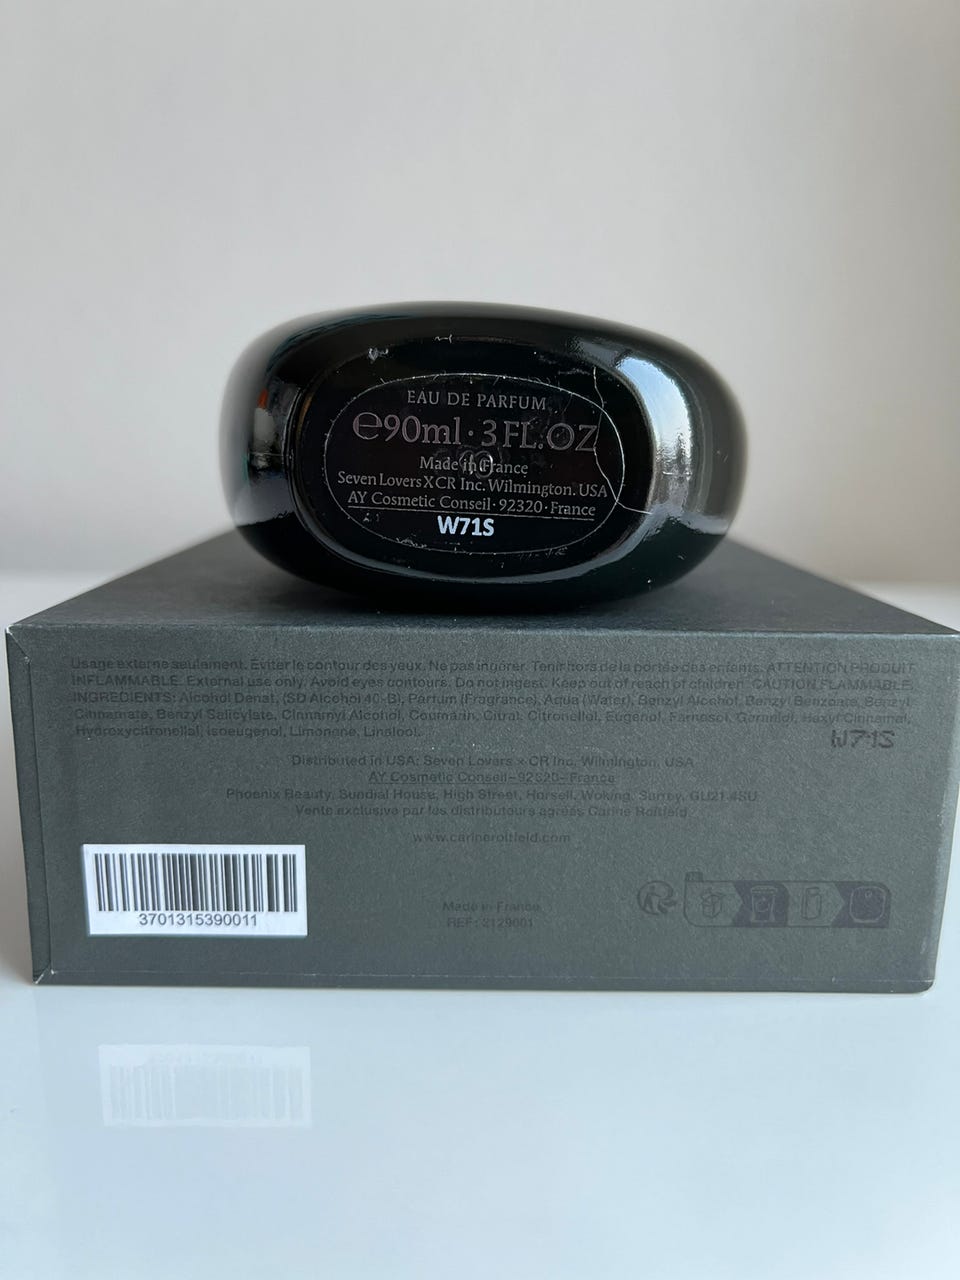 EAU DE PARFUM
℮90ml · 3FL.OZ
Made in France
Seven Lovers X CR Inc. Wilmington. USA
AY Cosmetic Conseil · 92320 · France
W71S
Usage externe seulement. Éviter le contour des yeux. Ne pas ingérer. Tenir hors de la portée des enfants. ATTENTION PRODUIT
INFLAMMABLE. External use only. Avoid eyes contours. Do not ingest. Keep out of reach of children. CAUTION FLAMMABLE.
INGREDIENTS: Alcohol Denat. (SD Alcohol 40-B), Parfum (Fragrance), Aqua (Water), Benzyl Alcohol, Benzyl Benzoate, Benzyl
Cinnamate, Benzyl Salicylate, Cinnamyl Alcohol, Coumarin, Citral, Citronellol, Eugenol, Farnesol, Geraniol, Hexyl Cinnamal,
Hydroxycitronellal, Isoeugenol, Limonene, Linalool.
W71S
Distributed in USA: Seven Lovers × CR Inc. Wilmington, USA
AY Cosmetic Conseil-92320-France
Phoenix Beauty, Sundial House, High Street, Horsell, Woking, Surrey, GU21 4SU
Vente exclusive par les distributeurs agréés Carine Roitfeld
www.carineroitfeld.com
3701315390011
Made in France
REF: 3129001